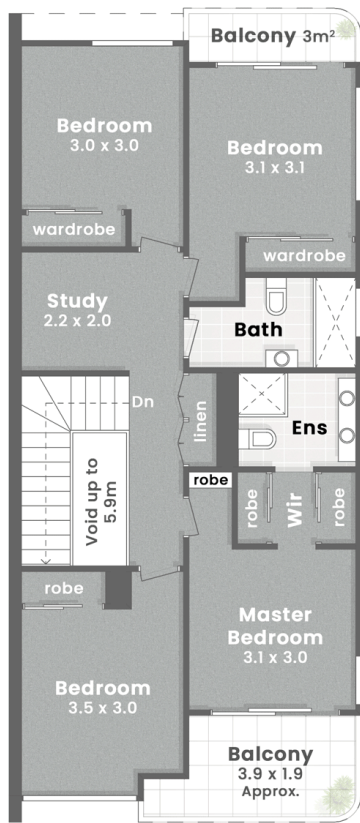 Balcony 3m²
Bedroom
3.0 x 3.0
Bedroom
3.1 x 3.1
wardrobe
wardrobe
Study
2.2 x 2.0
Bath
Dn
linen
Ens
Void up to
5.9m
robe
robe
Wir
robe
robe
Master
Bedroom
3.1 x 3.0
Bedroom
3.5 x 3.0
Balcony
3.9 x 1.9
Approx.